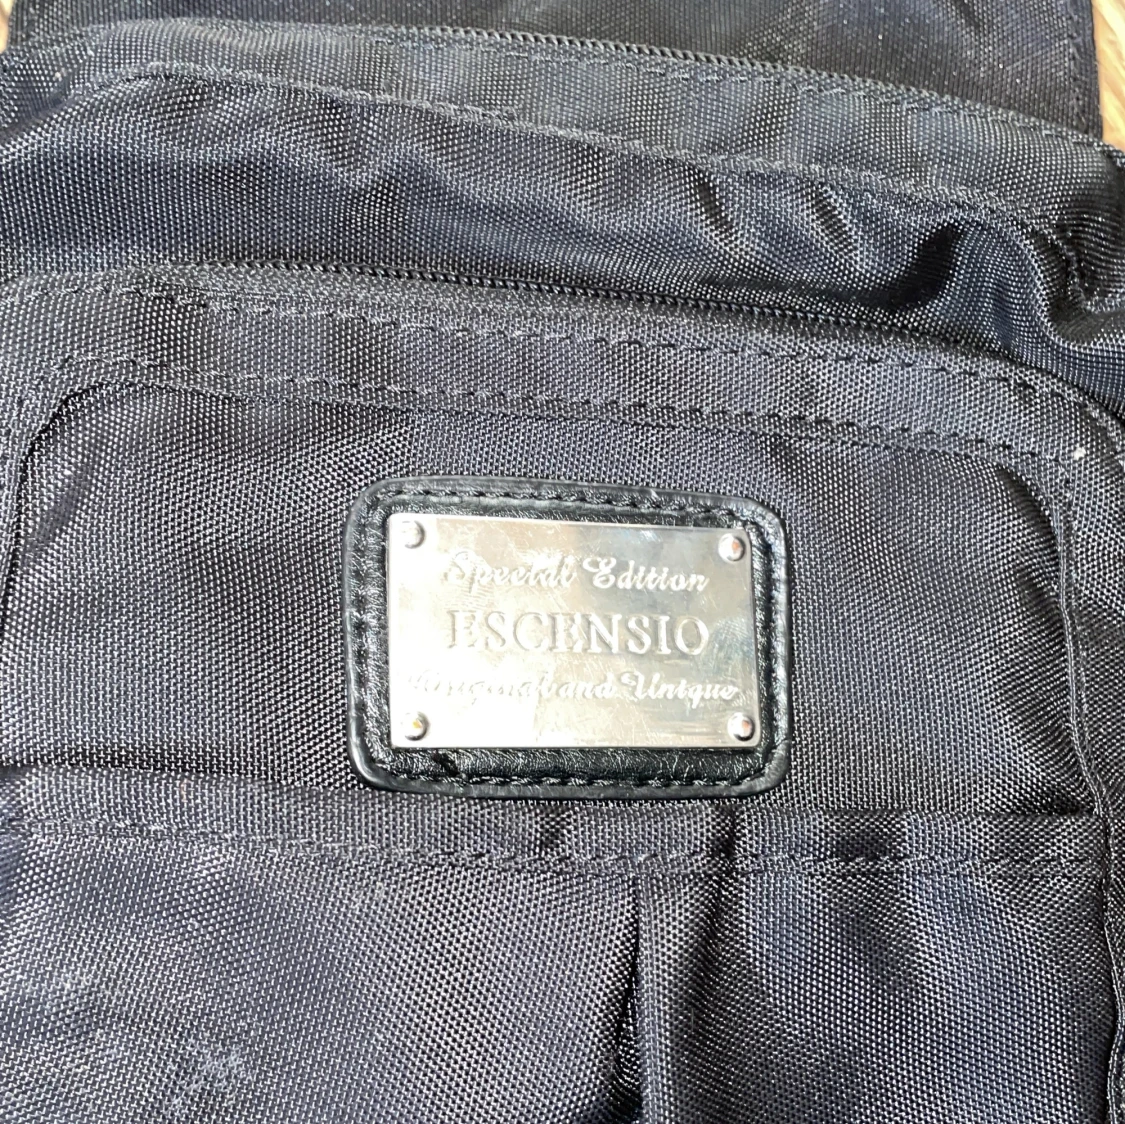 Special Edition
ESCENSIO
Original and Unique